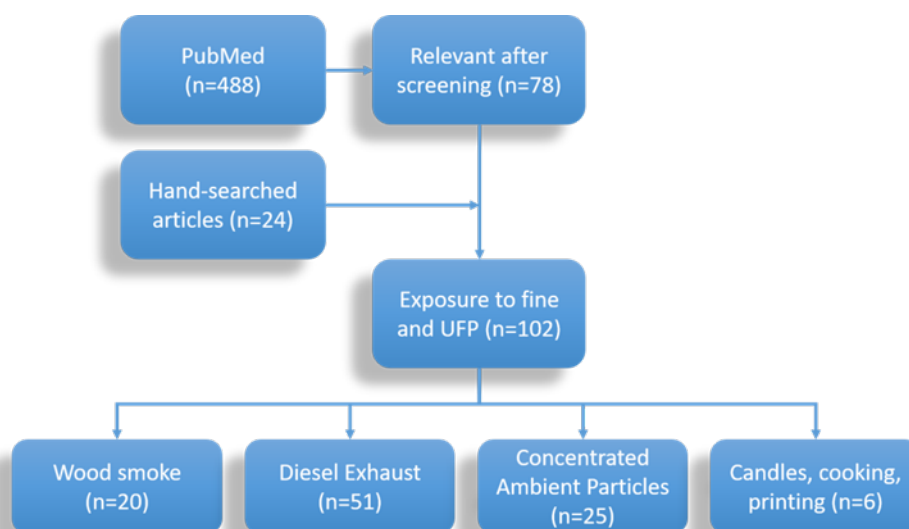 PubMed
(n=488)
Relevant after
screening (n=78)
Hand-searched
articles (n=24)
Exposure to fine
and UFP (n=102)
Wood smoke
(n=20)
Diesel Exhaust
(n=51)
Concentrated
Ambient Particles
(n=25)
Candles, cooking,
printing (n=6)